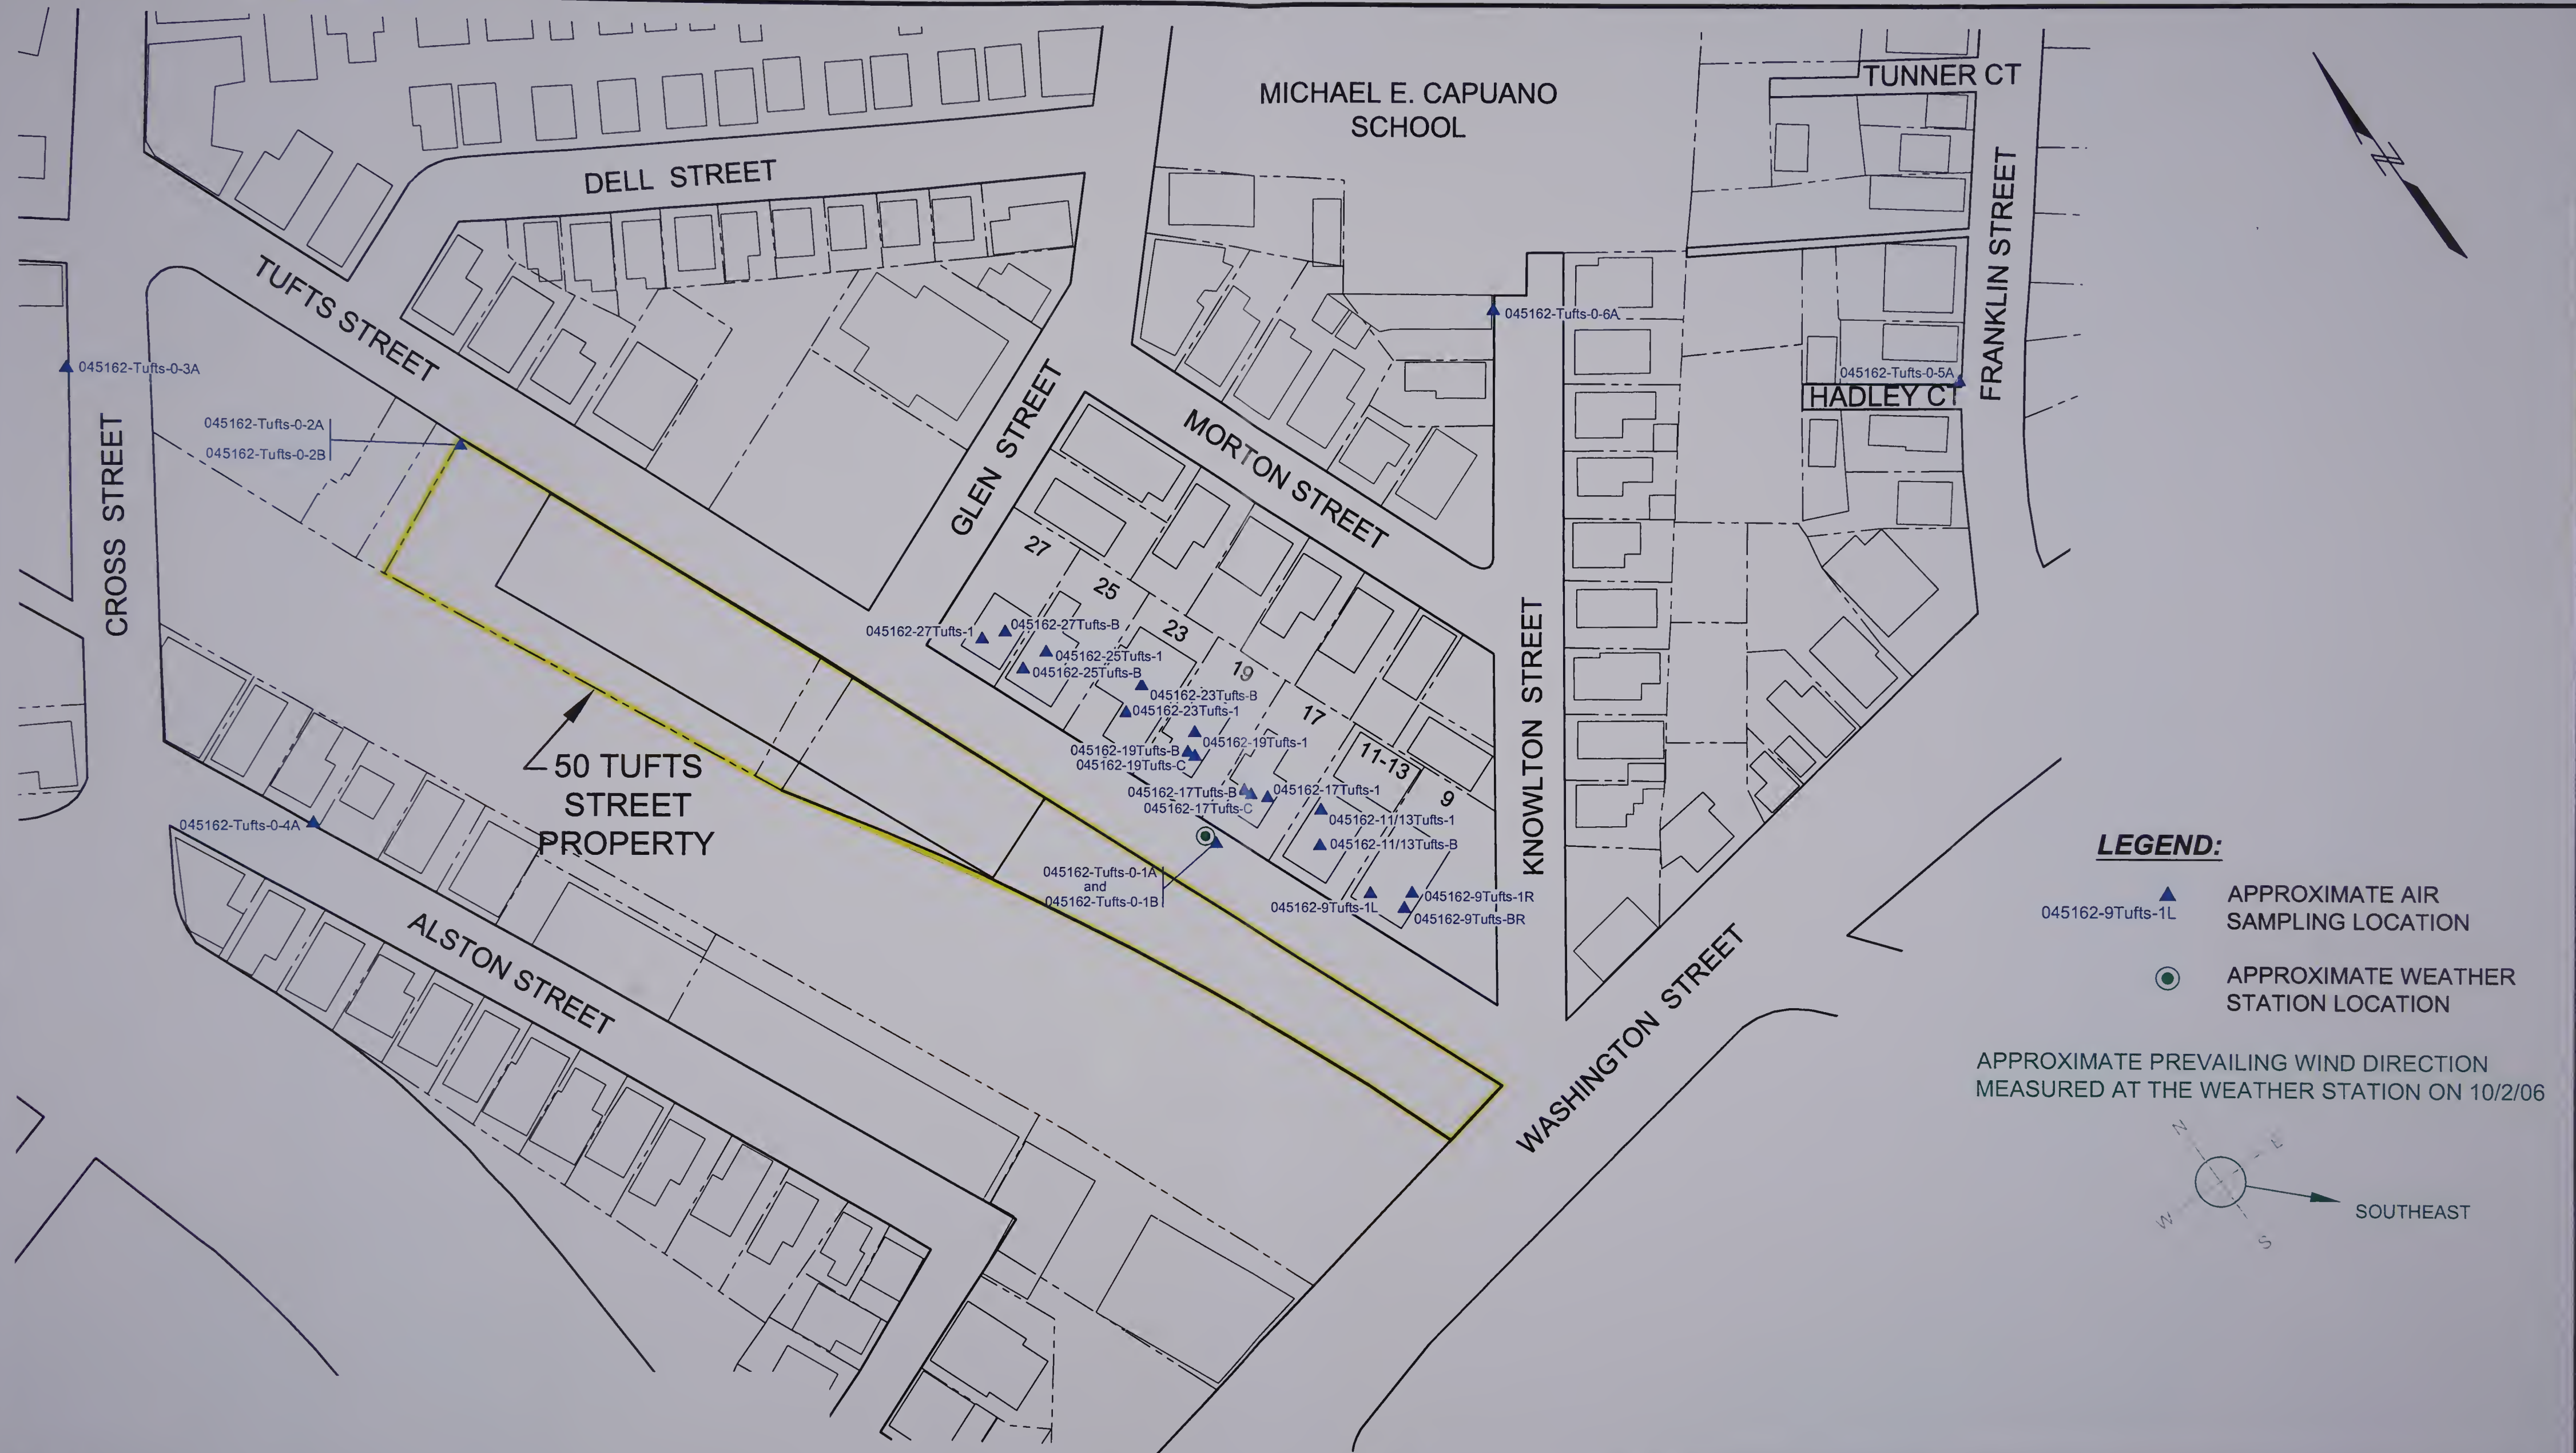 MICHAEL E. CAPUANO
SCHOOL
TUNNER CT
DELL STREET
FRANKLIN STREET
TUFTS STREET
045162-Tufts-0-6A
045162-Tufts-0-3A
045162-Tufts-0-5A
HADLEY CT
045162-Tufts-0-2A
045162-Tufts-0-2B
CROSS STREET
GLEN STREET
MORTON STREET
27
25
23
19
17
11-13
9
045162-27Tufts-1
045162-27Tufts-B
045162-25Tufts-1
045162-25Tufts-B
045162-23Tufts-B
045162-23Tufts-1
045162-19Tufts-1
045162-19Tufts-B
045162-19Tufts-C
045162-17Tufts-B
045162-17Tufts-1
045162-17Tufts-C
045162-11/13Tufts-1
045162-11/13Tufts-B
045162-Tufts-0-1A
and
045162-Tufts-0-1B
045162-9Tufts-1L
045162-9Tufts-1R
045162-9Tufts-BR
KNOWLTON STREET
50 TUFTS
STREET
PROPERTY
045162-Tufts-0-4A
ALSTON STREET
WASHINGTON STREET
LEGEND:
045162-9Tufts-1L
APPROXIMATE AIR
SAMPLING LOCATION
APPROXIMATE WEATHER
STATION LOCATION
APPROXIMATE PREVAILING WIND DIRECTION
MEASURED AT THE WEATHER STATION ON 10/2/06
N
E
W
S
SOUTHEAST
N